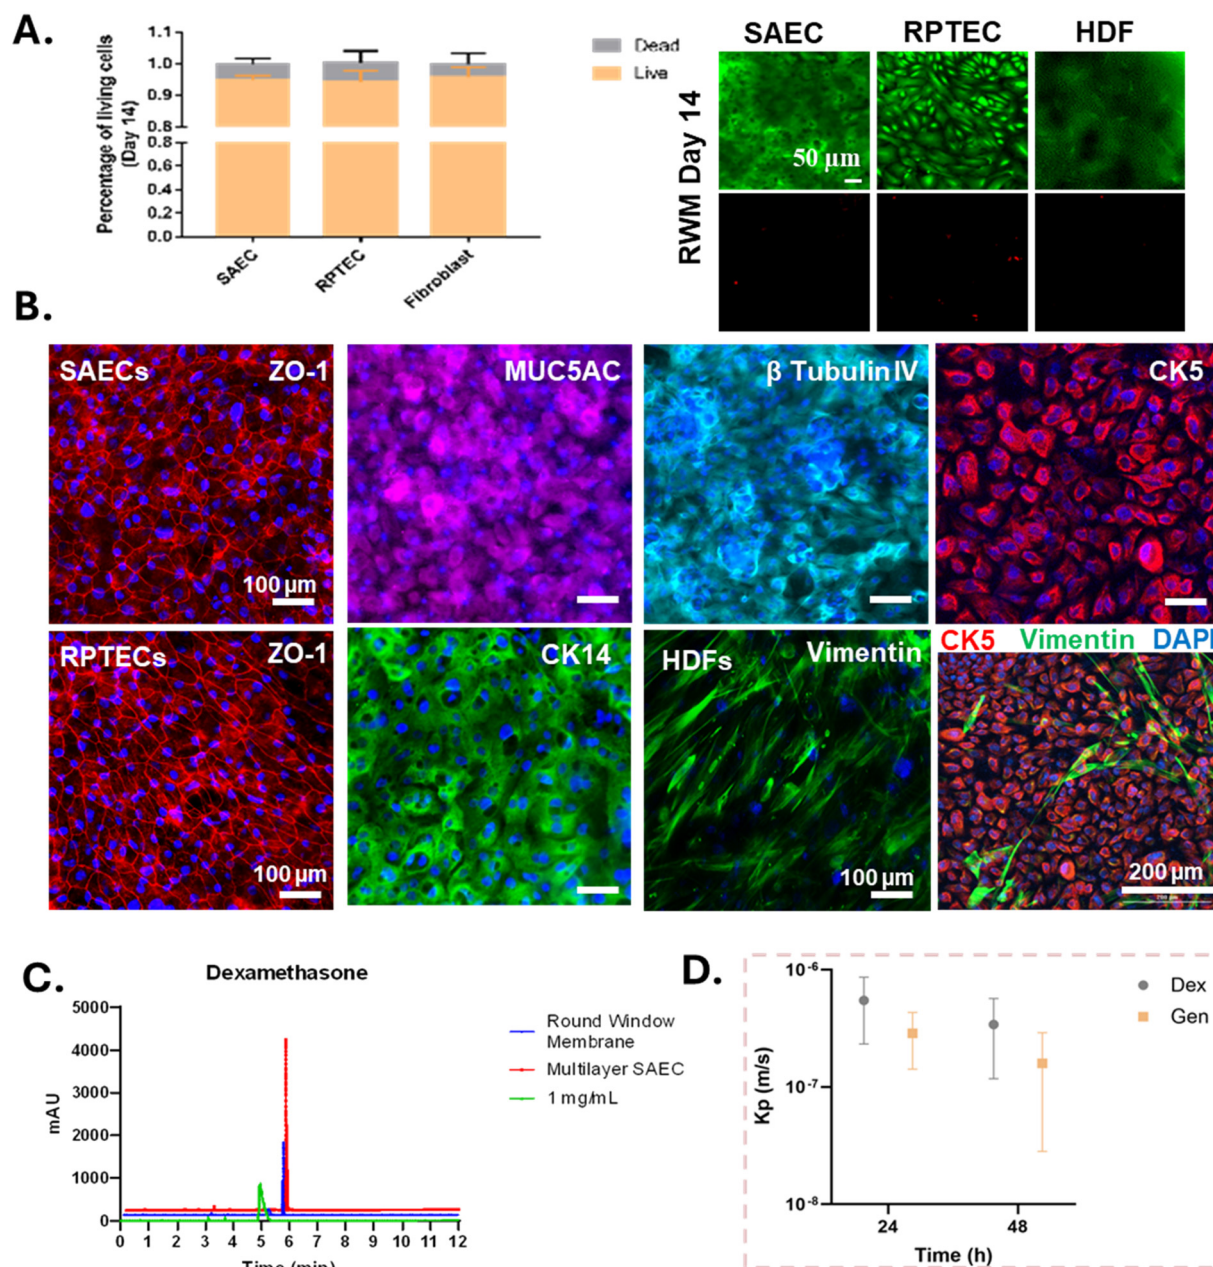 A.
Percentage of living cells
(Day 14)
1.1
1.0
0.9
0.8
0.8
0.6
0.4
0.2
0.0
SAEC
RPTEC
Fibroblast
Dead
Live
SAEC RPTEC HDF
RWM Day 14
50 µm
B.
SAECs ZO-1
100 µm
MUC5AC
β Tubulin IV
CK5
RPTECs ZO-1
100 µm
CK14
HDFs Vimentin
100 µm
CK5 Vimentin DAPI
200 µm
C.
Dexamethasone
mAU
5000
4000
3000
2000
1000
0
0 1 2 3 4 5 6 7 8 9 10 11 12
Time (min)
Round Window
Membrane
Multilayer SAEC
1 mg/mL
D.
Kp (m/s)
10-6
10-7
10-8
24 48
Time (h)
Dex
Gen